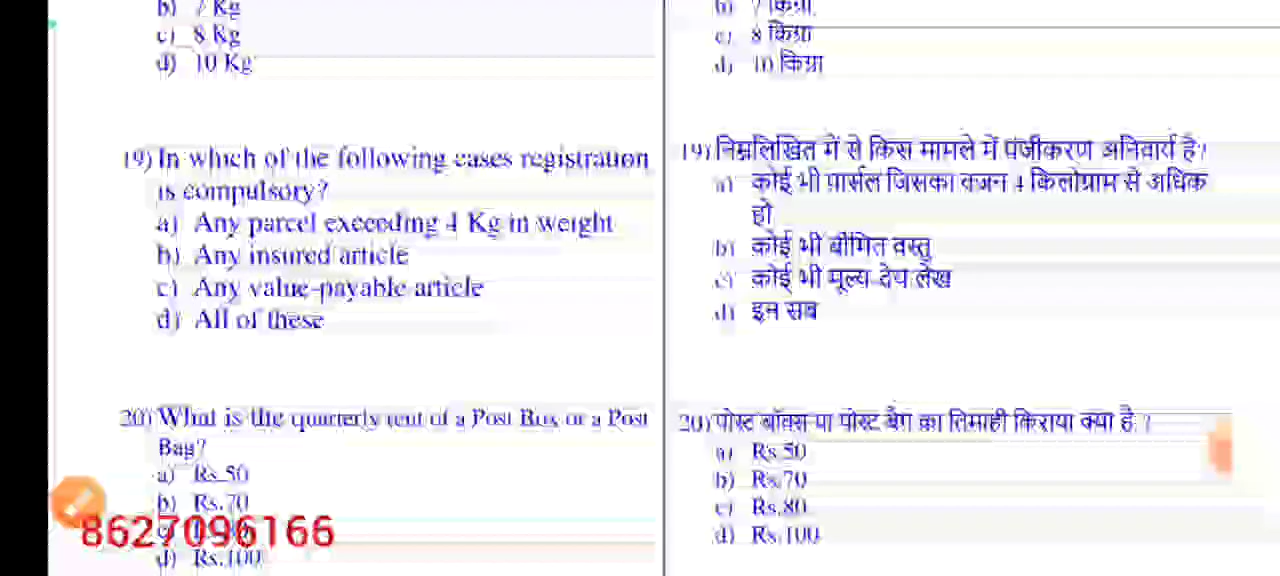 b) 7 Kg
c) 8 Kg
d) 10 Kg
19) In which of the following cases registration
is compulsory?
a) Any parcel exceeding 4 Kg in weight
b) Any insured article
c) Any value-payable article
d) All of these
20) What is the quarterly rent of a Post Box or a Post
Bag?
a) Rs.50
b) Rs.70
8627096166
d) Rs.100
b) 7 किग्रा
c) 8 किग्रा
d) 10 किग्रा
19) निम्नलिखित में से किस मामले में पंजीकरण अनिवार्य है?
a) कोई भी पार्सल जिसका वजन 4 किलोग्राम से अधिक
हो
b) कोई भी बीमित वस्तु
c) कोई भी मूल्य-देय लेख
d) इन सब
20) पोस्ट बॉक्स या पोस्ट बैग का तिमाही किराया क्या है ?
a) Rs.50
b) Rs.70
c) Rs.80
d) Rs.100